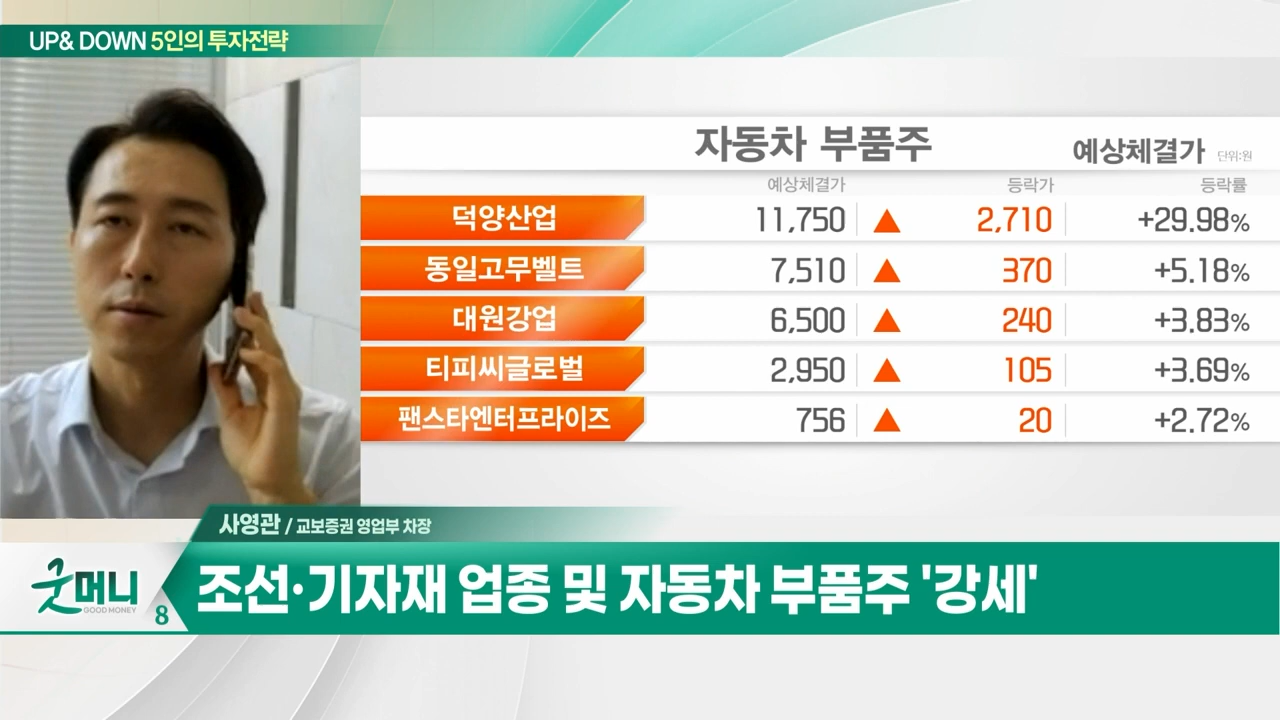 UP& DOWN 5인의 투자전략
자동차 부품주 예상체결가 단위:원
예상체결가 등락가 등락률
덕양산업 11,750 ▲ 2,710 +29.98%
동일고무벨트 7,510 ▲ 370 +5.18%
대원강업 6,500 ▲ 240 +3.83%
티피씨글로벌 2,950 ▲ 105 +3.69%
팬스타엔터프라이즈 756 ▲ 20 +2.72%
사영관 / 교보증권 영업부 차장
굿머니
GOOD MONEY
8
조선·기자재 업종 및 자동차 부품주 '강세'